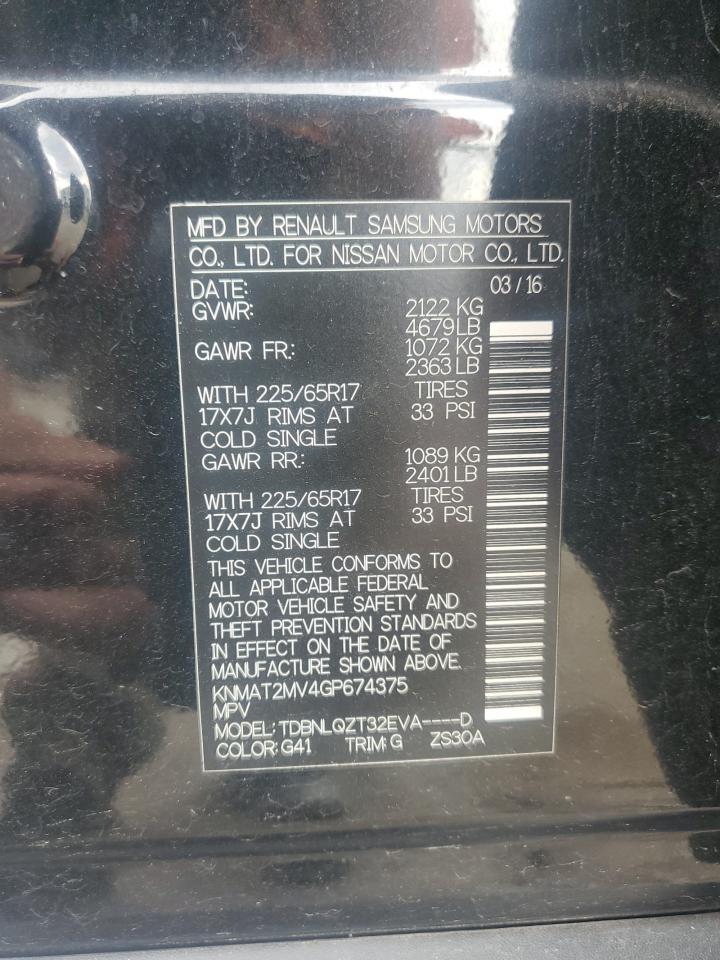 MFD BY RENAULT SAMSUNG MOTORS
CO., LTD. FOR NISSAN MOTOR CO., LTD.
DATE: 03 / 16
GVWR: 2122 KG
4679 LB
GAWR FR.: 1072 KG
2363 LB
WITH 225/65R17 TIRES
17X7J RIMS AT 33 PSI
COLD SINGLE
GAWR RR.: 1089 KG
2401 LB
WITH 225/65R17 TIRES
17X7J RIMS AT 33 PSI
COLD SINGLE
THIS VEHICLE CONFORMS TO
ALL APPLICABLE FEDERAL
MOTOR VEHICLE SAFETY AND
THEFT PREVENTION STANDARDS
IN EFFECT ON THE DATE OF
MANUFACTURE SHOWN ABOVE.
KNMAT2MV4GP674375
MPV
MODEL: TDBNLQZT32EVA----D
COLOR: G41 TRIM: G ZS30A